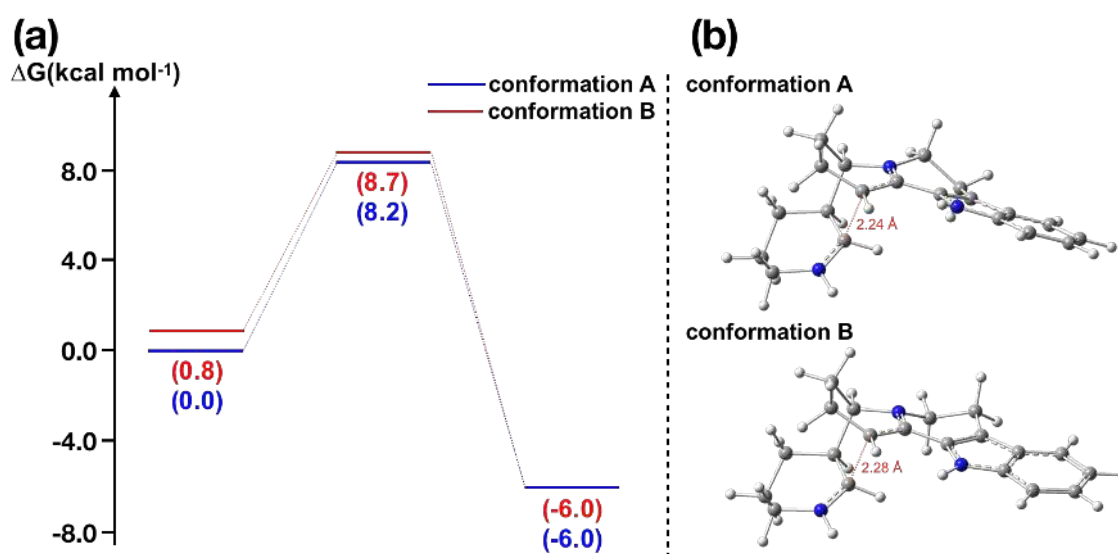 (a)
ΔG(kcal mol-1)
conformation A
conformation B
8.0
4.0
0.0
-4.0
-8.0
(8.7)
(8.2)
(0.8)
(0.0)
(-6.0)
(-6.0)
(b)
conformation A
2.24 Å
conformation B
2.28 Å